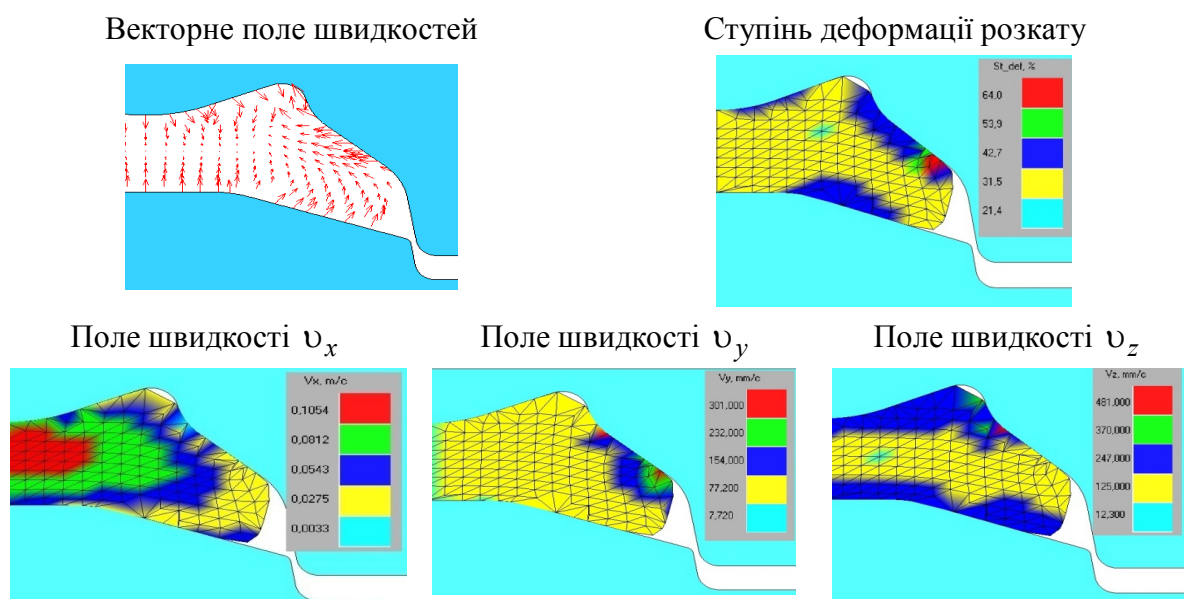 Векторне поле швидкостей
Ступінь деформації розкату
St_def, %
64,0
53,9
42,7
31,5
21,4
Поле швидкості υx
Поле швидкості υy
Поле швидкості υz
Vx, m/c
0,1054
0,0812
0,0543
0,0275
0,0033
Vy, mm/c
301,000
232,000
154,000
77,200
7,720
Vz, mm/c
481,000
370,000
247,000
125,000
12,300